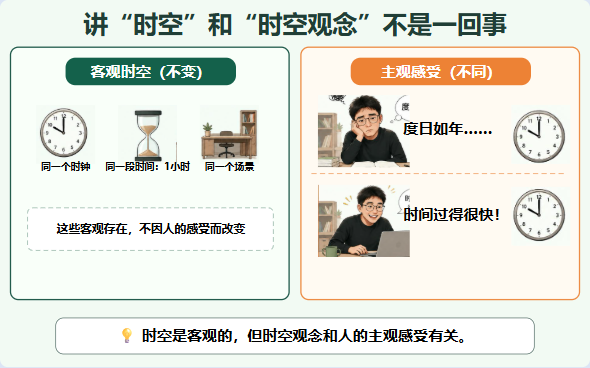 讲“时空”和“时空观念”不是一回事
客观时空（不变）
同一个时钟
同一段时间：1小时
同一个场景
这些客观存在，不因人的感受而改变
主观感受（不同）
度日如年……
时间过得很快！
时空是客观的，但时空观念和人的主观感受有关。